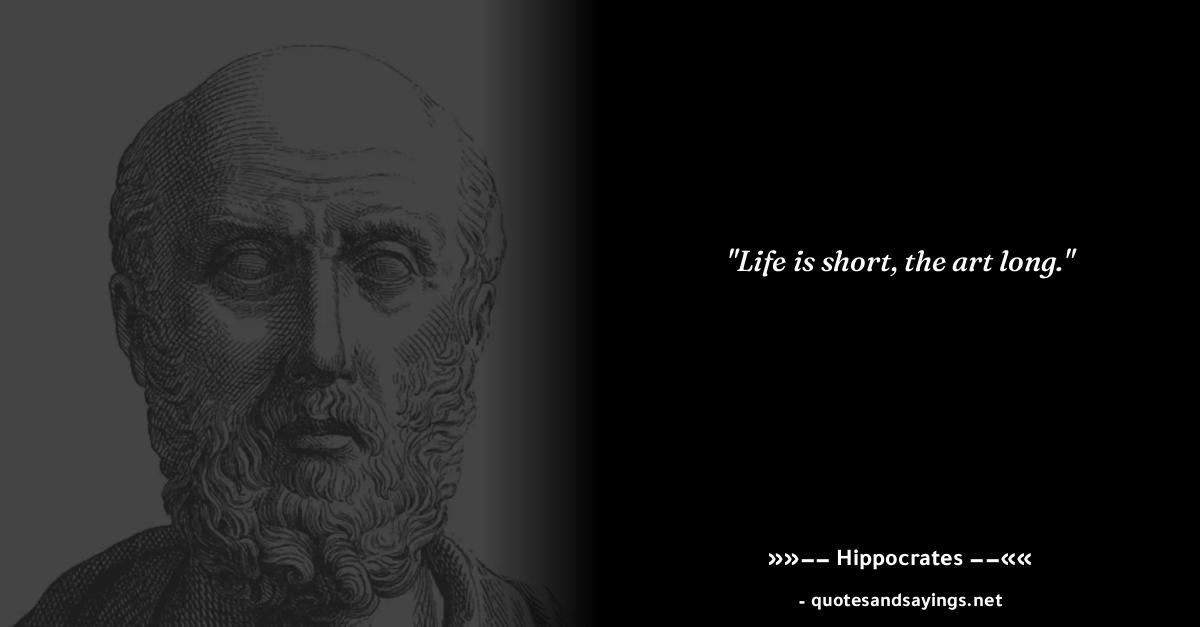 "Life is short, the art long."
»»−− Hippocrates −−««
- quotesandsayings.net